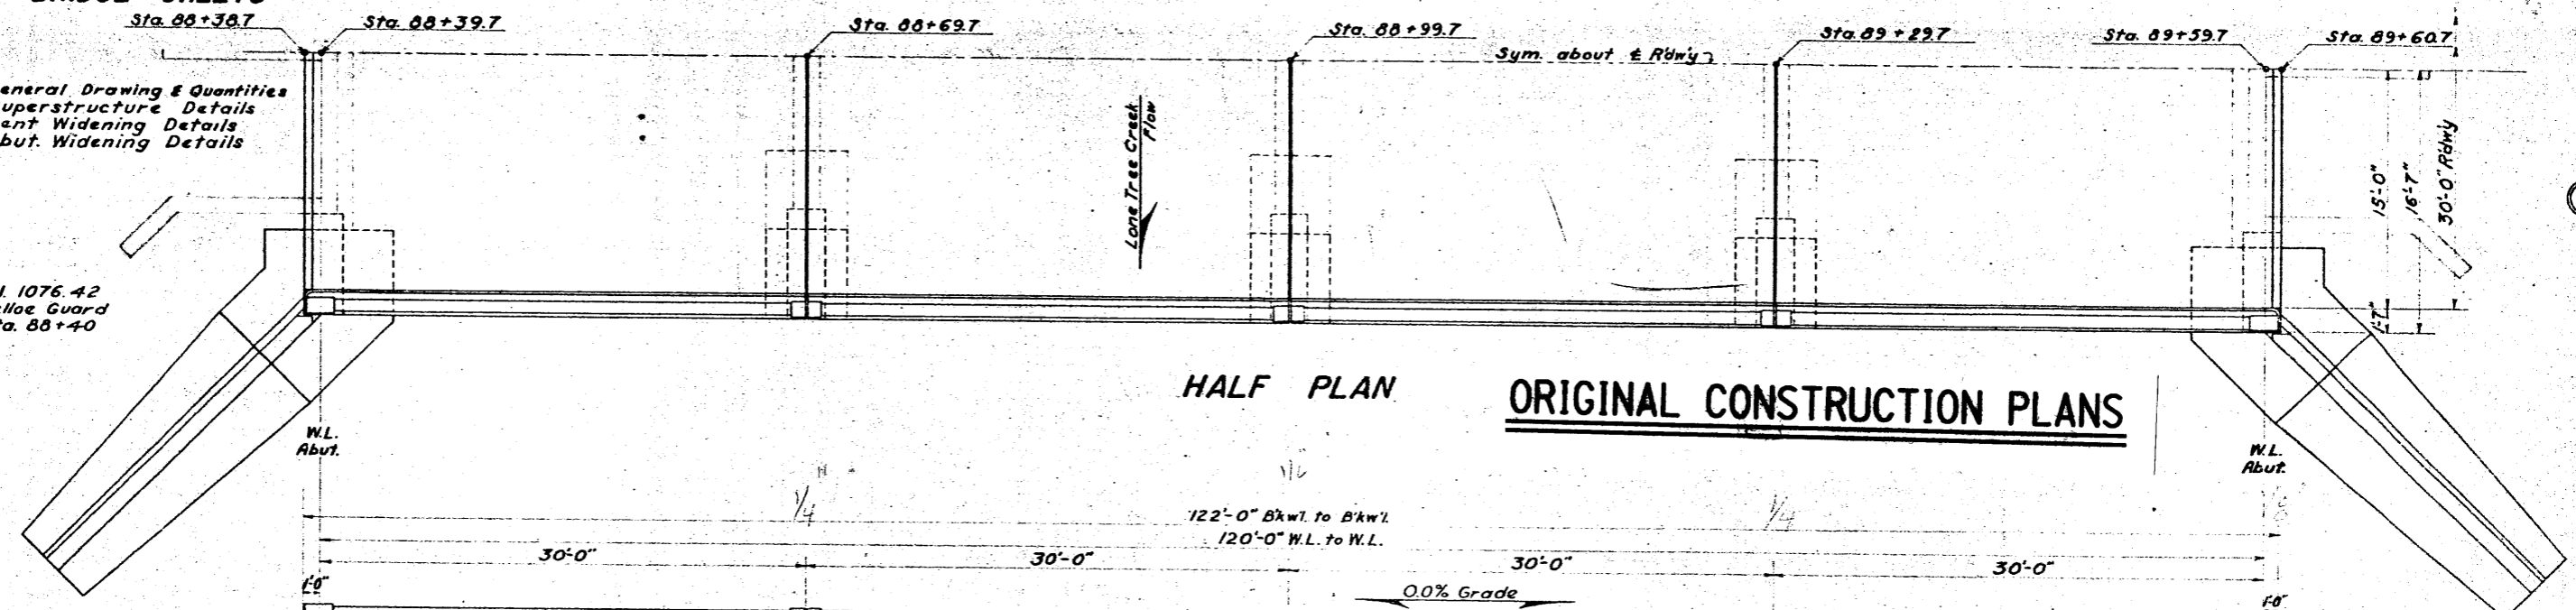 Sta. 88+38.7
Sta. 88+39.7
Sta. 88+69.7
Sta. 88+99.7
Sym. about ℄ R'dw'y
Sta. 89+29.7
Sta. 89+59.7
Sta. 89+60.7
eneral Drawing & Quantities
uperstructure Details
ent Widening Details
but. Widening Details
Lone Tree Creek
Flow
15'-0"
16'-7"
30'-0" Rdw'y
1'-7"
1076.42
Guard
ta. 88+40
HALF PLAN
ORIGINAL CONSTRUCTION PLANS
W.L.
Abut.
W.L.
Abut.
1/4
1/4
122'-0" B'kw'l. to B'kw'l.
120'-0" W.L. to W.L.
30'-0"
30'-0"
30'-0"
30'-0"
1'-0"
0.0% Grade
1'-0"